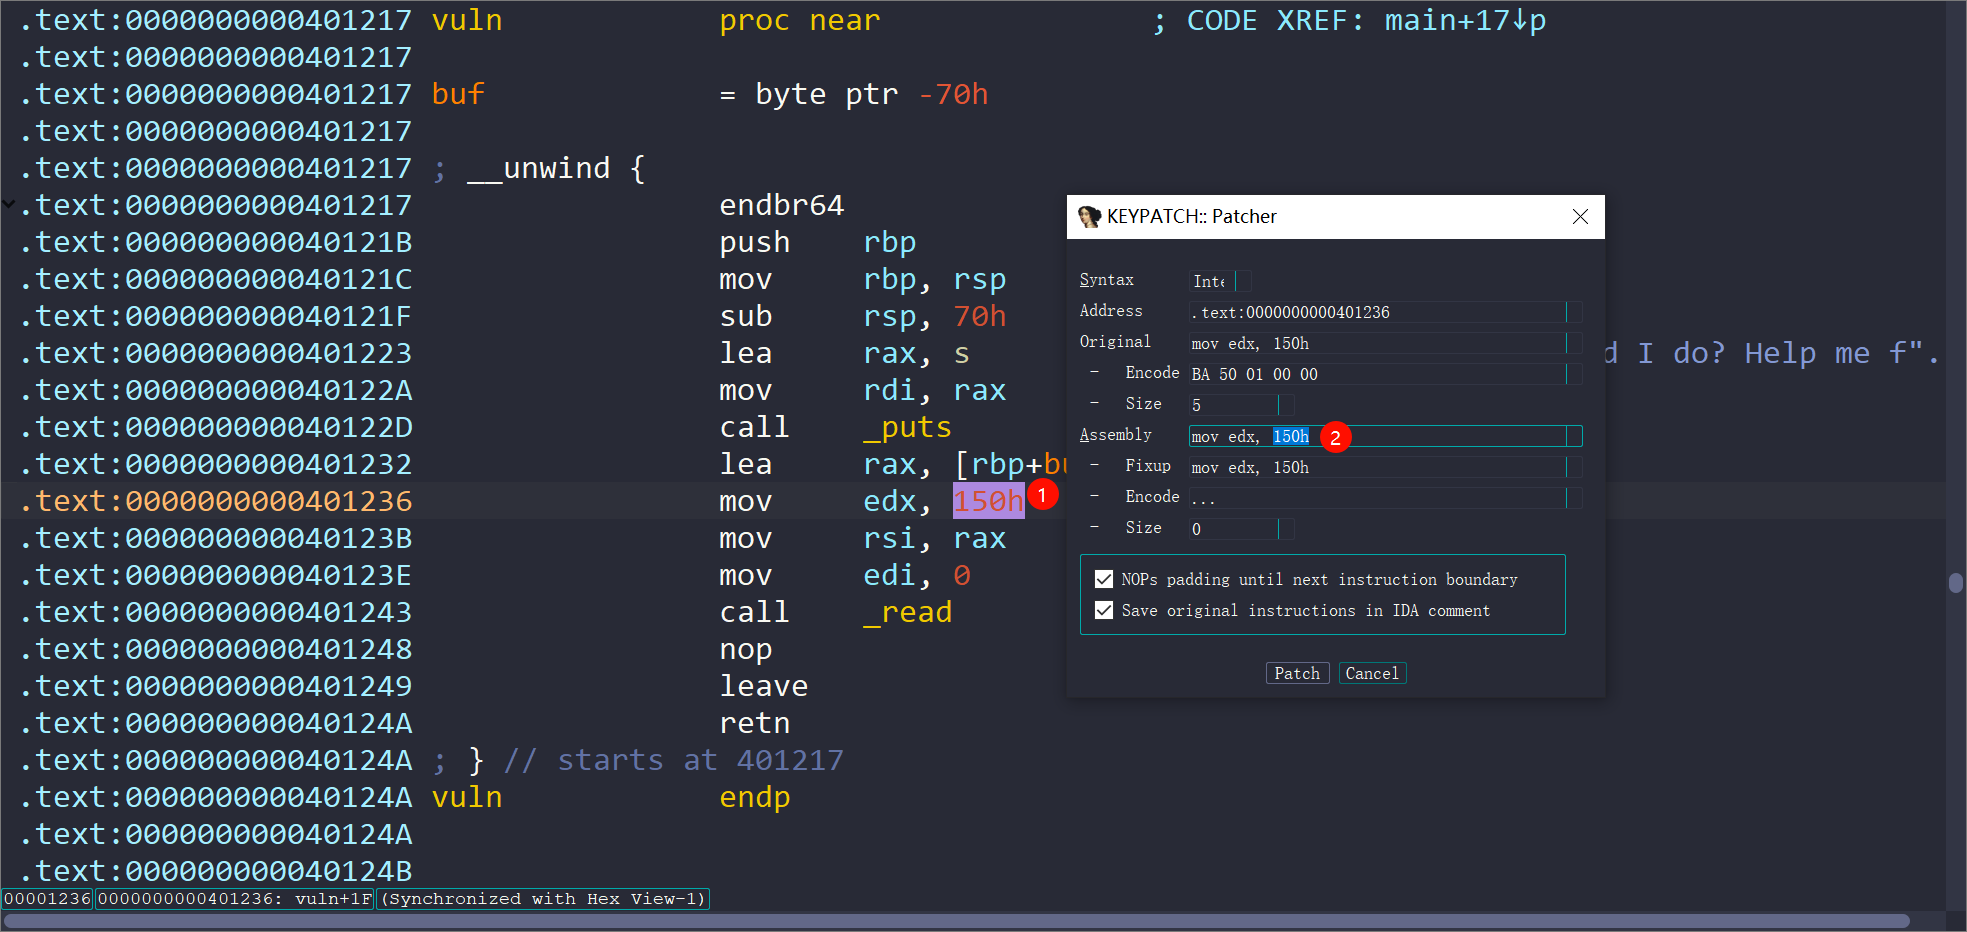 .text:0000000000401217 vuln proc near ; CODE XREF: main+17↓p
.text:0000000000401217
.text:0000000000401217 buf = byte ptr -70h
.text:0000000000401217
.text:0000000000401217 ; __unwind {
.text:0000000000401217 endbr64
.text:000000000040121B push rbp
.text:000000000040121C mov rbp, rsp
.text:000000000040121F sub rsp, 70h
.text:0000000000401223 lea rax, s d I do? Help me f".
.text:000000000040122A mov rdi, rax
.text:000000000040122D call _puts
.text:0000000000401232 lea rax, [rbp+bu
.text:0000000000401236 mov edx, 150h 1
.text:000000000040123B mov rsi, rax
.text:000000000040123E mov edi, 0
.text:0000000000401243 call _read
.text:0000000000401248 nop
.text:0000000000401249 leave
.text:000000000040124A retn
.text:000000000040124A ; } // starts at 401217
.text:000000000040124A vuln endp
.text:000000000040124A
.text:000000000040124B
00001236 0000000000401236: vuln+1F (Synchronized with Hex View-1)
KEYPATCH:: Patcher
Syntax Inte
Address .text:0000000000401236
Original mov edx, 150h
- Encode BA 50 01 00 00
- Size 5
Assembly mov edx, 150h 2
- Fixup mov edx, 150h
- Encode ...
- Size 0
NOPs padding until next instruction boundary
Save original instructions in IDA comment
Patch Cancel